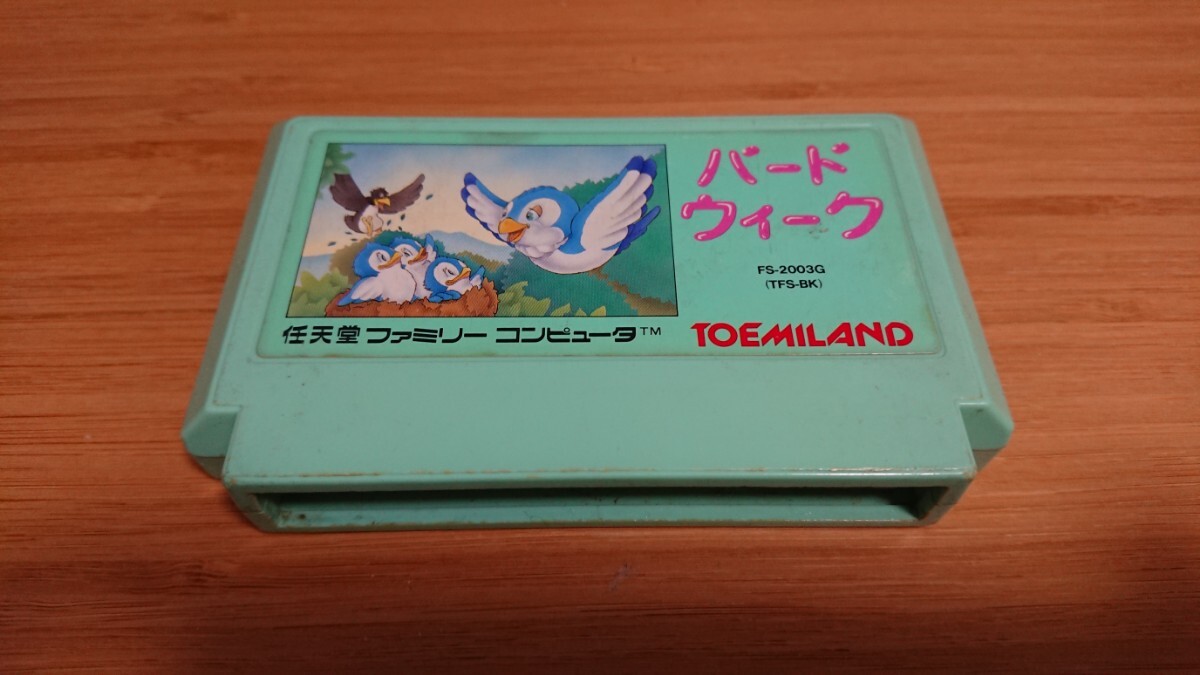 バード
ウィーク
FS-2003G
(TFS-BK)
任天堂 ファミリー コンピュータ™
TOEMILAND